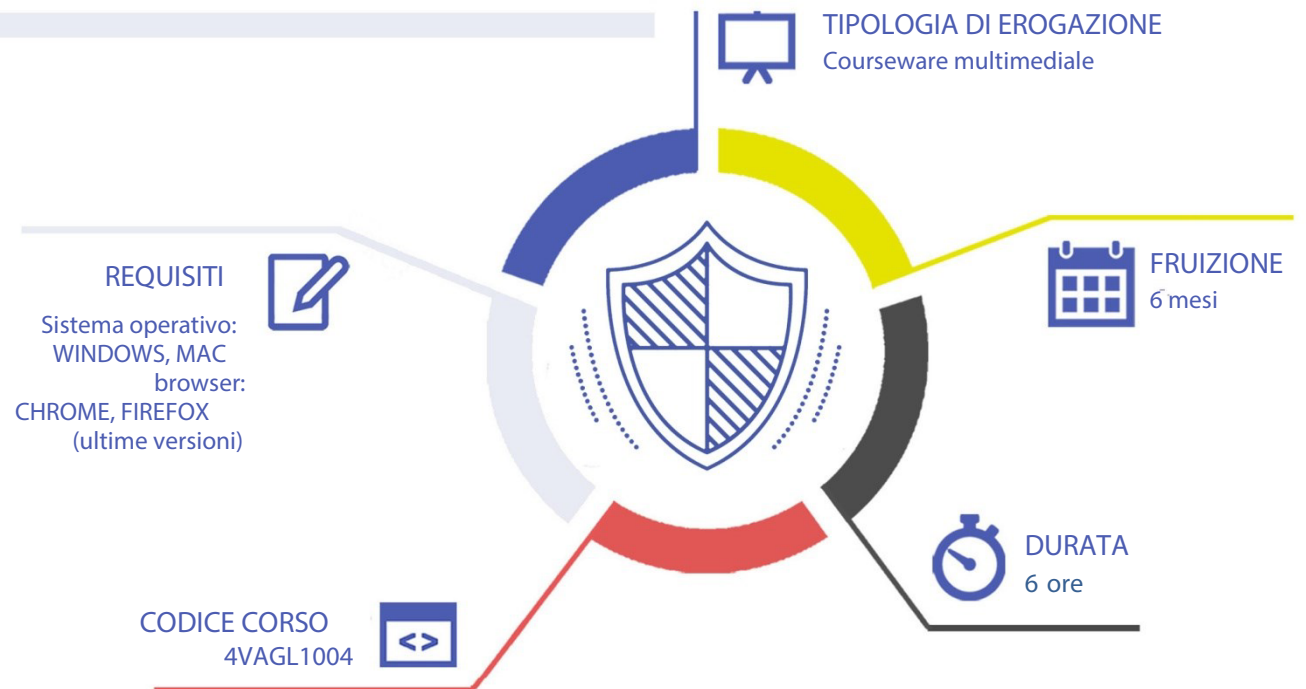 TIPOLOGIA DI EROGAZIONE
Courseware multimediale
REQUISITI
Sistema operativo:
WINDOWS, MAC
browser:
CHROME, FIREFOX
(ultime versioni)
FRUIZIONE
6 mesi
DURATA
6 ore
CODICE CORSO
<>
4VAGL1004